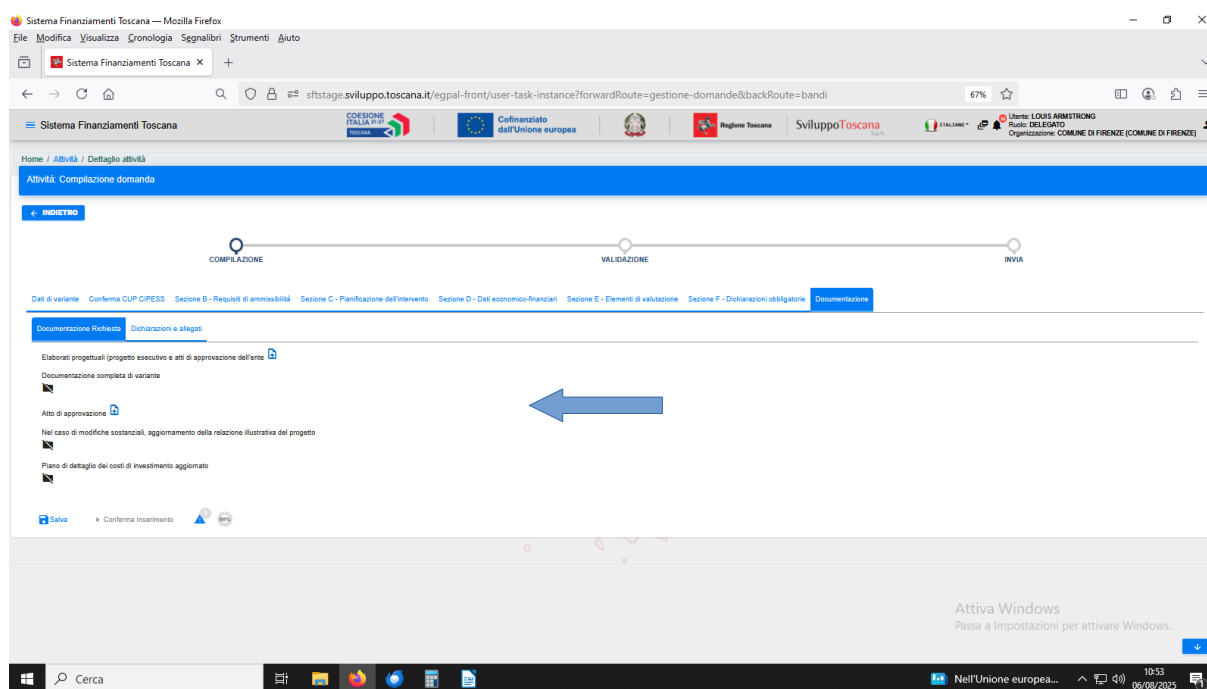 Sistema Finanziamenti Toscana — Mozilla Firefox
File Modifica Visualizza Cronologia Segnalibri Strumenti Aiuto
Sistema Finanziamenti Toscana
sftstage.sviluppo.toscana.it/egpal-front/user-task-instance?forwardRoute=gestione-domande&backRoute=bandi
67%
Sistema Finanziamenti Toscana
COESIONE
ITALIA 21-27
TOSCANA
Cofinanziato
dall'Unione europea
Regione Toscana
SviluppoToscana
S.p.A.
ITALIANO
Utente: LOUIS ARMSTRONG
Ruolo: DELEGATO
Organizzazione: COMUNE DI FIRENZE (COMUNE DI FIRENZE)
Home / Attività / Dettaglio attività
Attività: Compilazione domanda
INDIETRO
COMPILAZIONE VALIDAZIONE INVIA
Dati di variante Conferma CUP CIPESS Sezione B - Requisiti di ammissibilità Sezione C - Pianificazione dell'intervento Sezione D - Dati economico-finanziari Sezione E - Elementi di valutazione Sezione F - Dichiarazioni obbligatorie Documentazione
Documentazione Richiesta Dichiarazioni e allegati
Elaborati progettuali (progetto esecutivo e atti di approvazione dell'ente
Documentazione completa di variante
Atto di approvazione
Nel caso di modifiche sostanziali, aggiornamento della relazione illustrativa del progetto
Piano di dettaglio dei costi di investimento aggiornato
Salva Conferma Inserimento
Attiva Windows
Passa a Impostazioni per attivare Windows.
Cerca
Nell'Unione europea...
10:53
06/08/2025